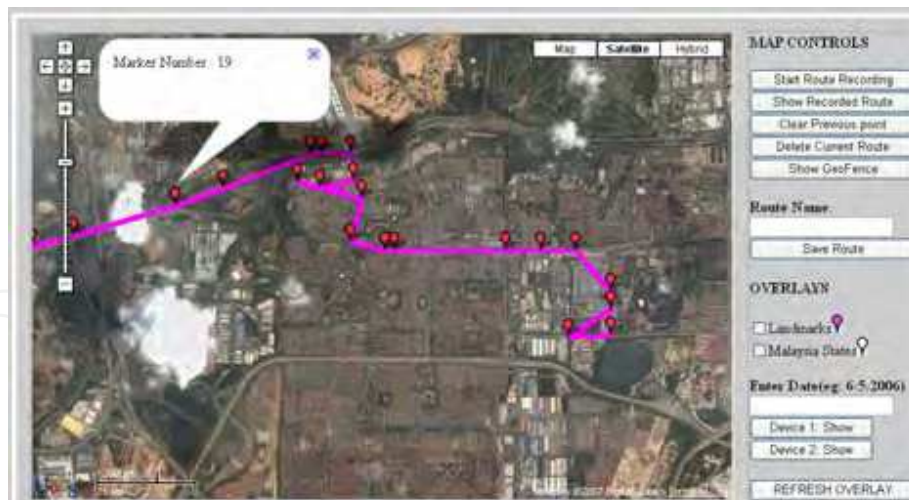 Marker Number : 19
Map
Satellite
Hybrid
MAP CONTROLS
Start Route Recording
Show Recorded Route
Clear Previous point
Delete Current Route
Show GeoFence
Route Name:
Save Route
OVERLAYS
Landmarks
Malaysia States
Enter Date(eg: 6-5-2006)
Device 1: Show
Device 2: Show
REFRESH OVERLAY